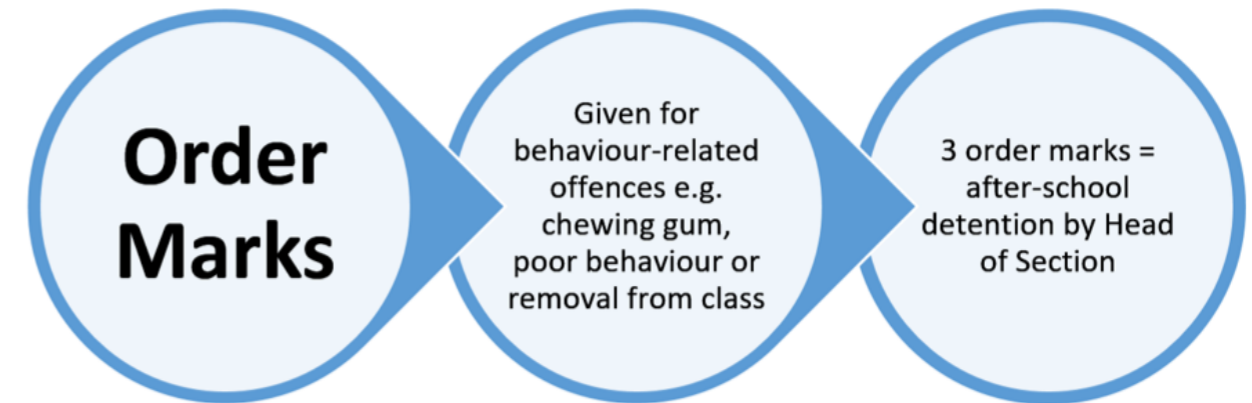 Order
Marks
Given for
behaviour-related
offences e.g.
chewing gum,
poor behaviour or
removal from class
3 order marks =
after-school
detention by Head
of Section